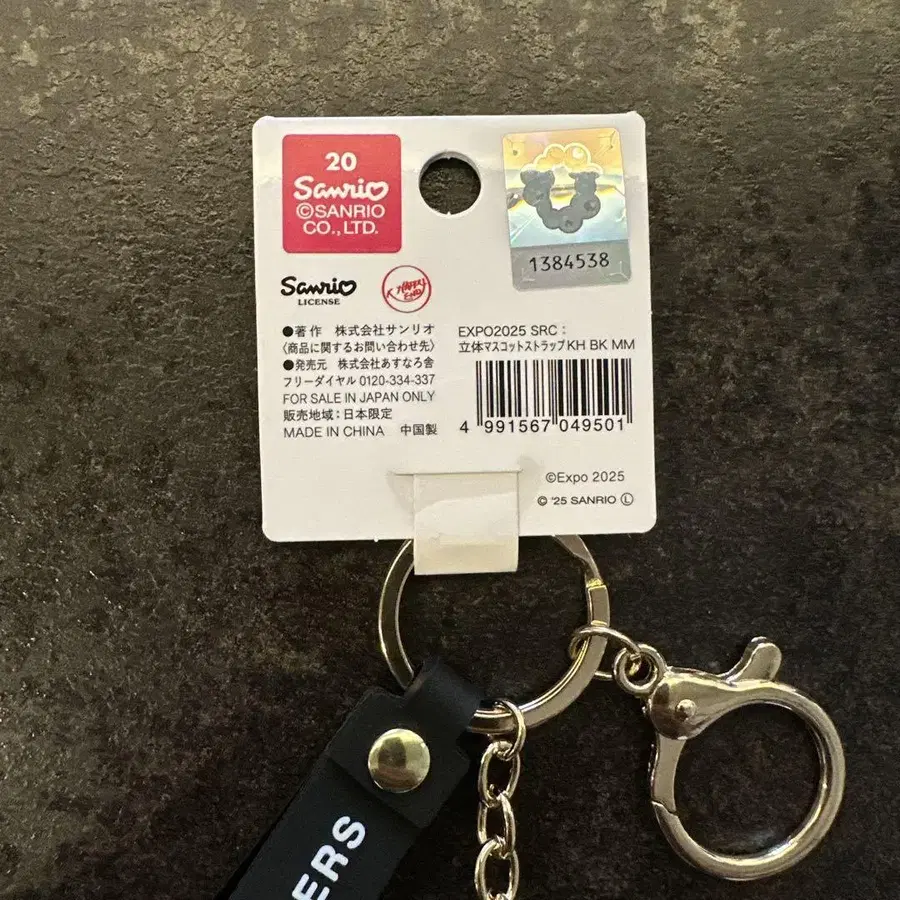 20
Sanrio
©SANRIO
CO., LTD.
1384538
Sanrio
LICENSE
●著作 株式会社サンリオ
〈商品に関するお問い合わせ先〉
●発売元 株式会社あすなろ舎
フリーダイヤル 0120-334-337
FOR SALE IN JAPAN ONLY
販売地域：日本限定
MADE IN CHINA 中国製
EXPO2025 SRC：
立体マスコットストラップKH BK MM
4 991567 049501
©Expo 2025
© '25 SANRIO Ⓛ
ERS